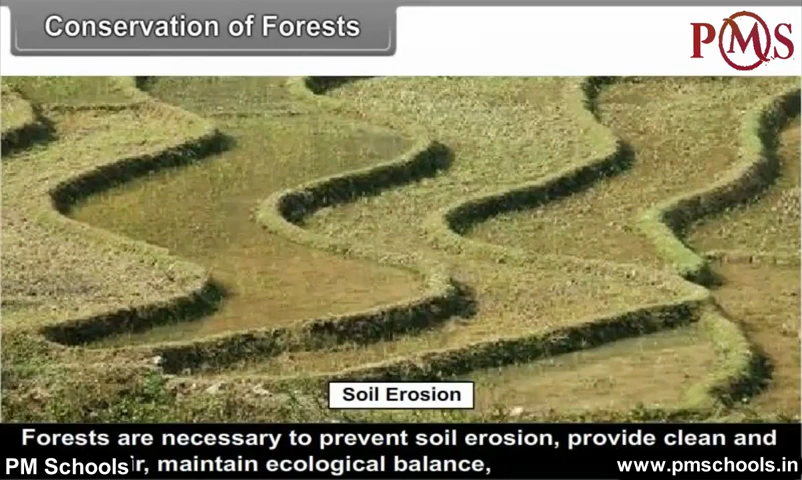 Conservation of Forests
PMS
Soil Erosion
Forests are necessary to prevent soil erosion, provide clean and
PM Schools
maintain ecological balance,
www.pmschools.in